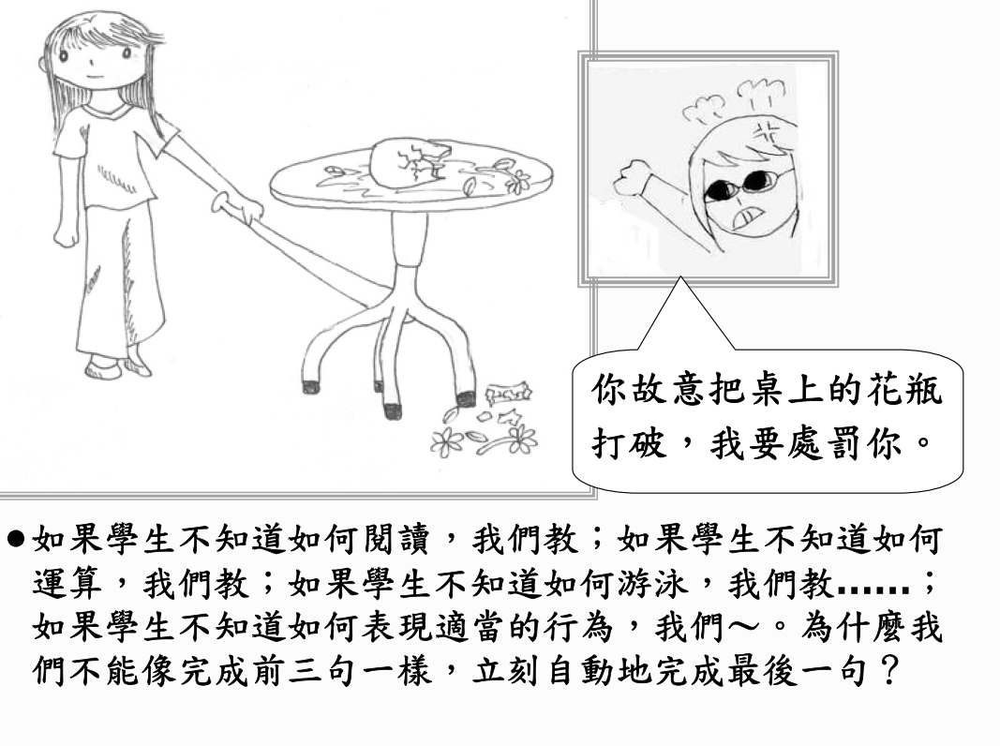 你故意把桌上的花瓶
打破，我要處罰你。
●如果學生不知道如何閱讀，我們教；如果學生不知道如何
運算，我們教；如果學生不知道如何游泳，我們教……；
如果學生不知道如何表現適當的行為，我們～。為什麼我
們不能像完成前三句一樣，立刻自動地完成最後一句？